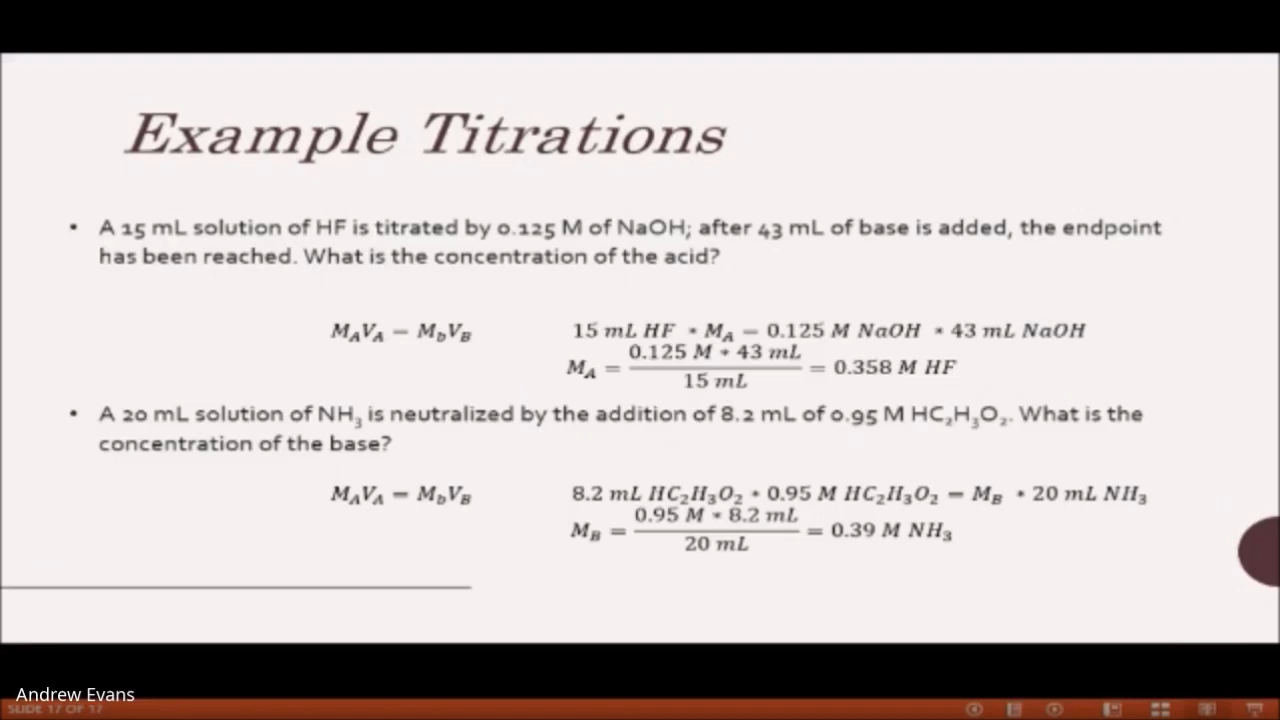 Example Titrations
• A 15 mL solution of HF is titrated by 0.125 M of NaOH; after 43 mL of base is added, the endpoint
has been reached. What is the concentration of the acid?
M_A V_A = M_b V_B
15 mL HF * M_A = 0.125 M NaOH * 43 mL NaOH
M_A = (0.125 M * 43 mL) / (15 mL) = 0.358 M HF
• A 20 mL solution of NH₃ is neutralized by the addition of 8.2 mL of 0.95 M HC₂H₃O₂. What is the
concentration of the base?
M_A V_A = M_b V_B
8.2 mL HC₂H₃O₂ * 0.95 M HC₂H₃O₂ = M_B * 20 mL NH₃
M_B = (0.95 M * 8.2 mL) / (20 mL) = 0.39 M NH₃
Andrew Evans
SLIDE 17 OF 17